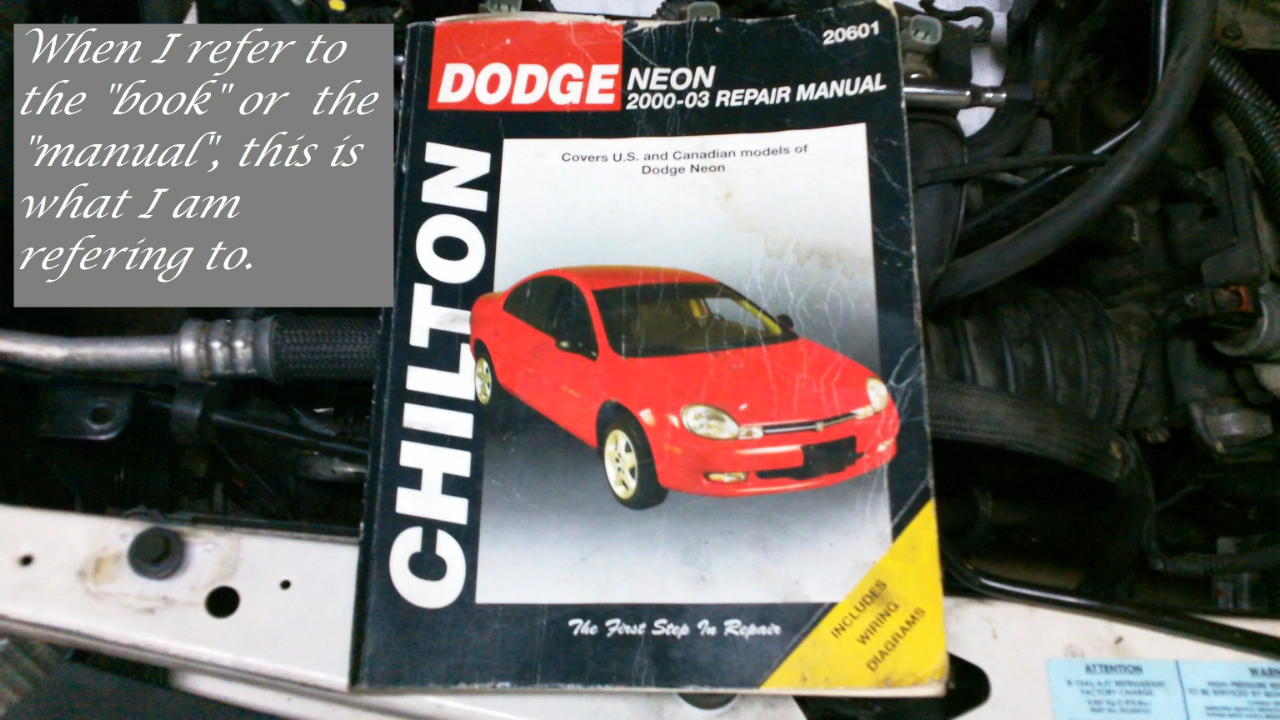 When I refer to
the "book" or the
"manual", this is
what I am
refering to.
20601
DODGE
NEON
2000-03 REPAIR MANUAL
Covers U.S. and Canadian models of
Dodge Neon
CHILTON
The First Step In Repair
INCLUDES
WIRING
DIAGRAMS
ATTENTION
FACTORY CHARGE